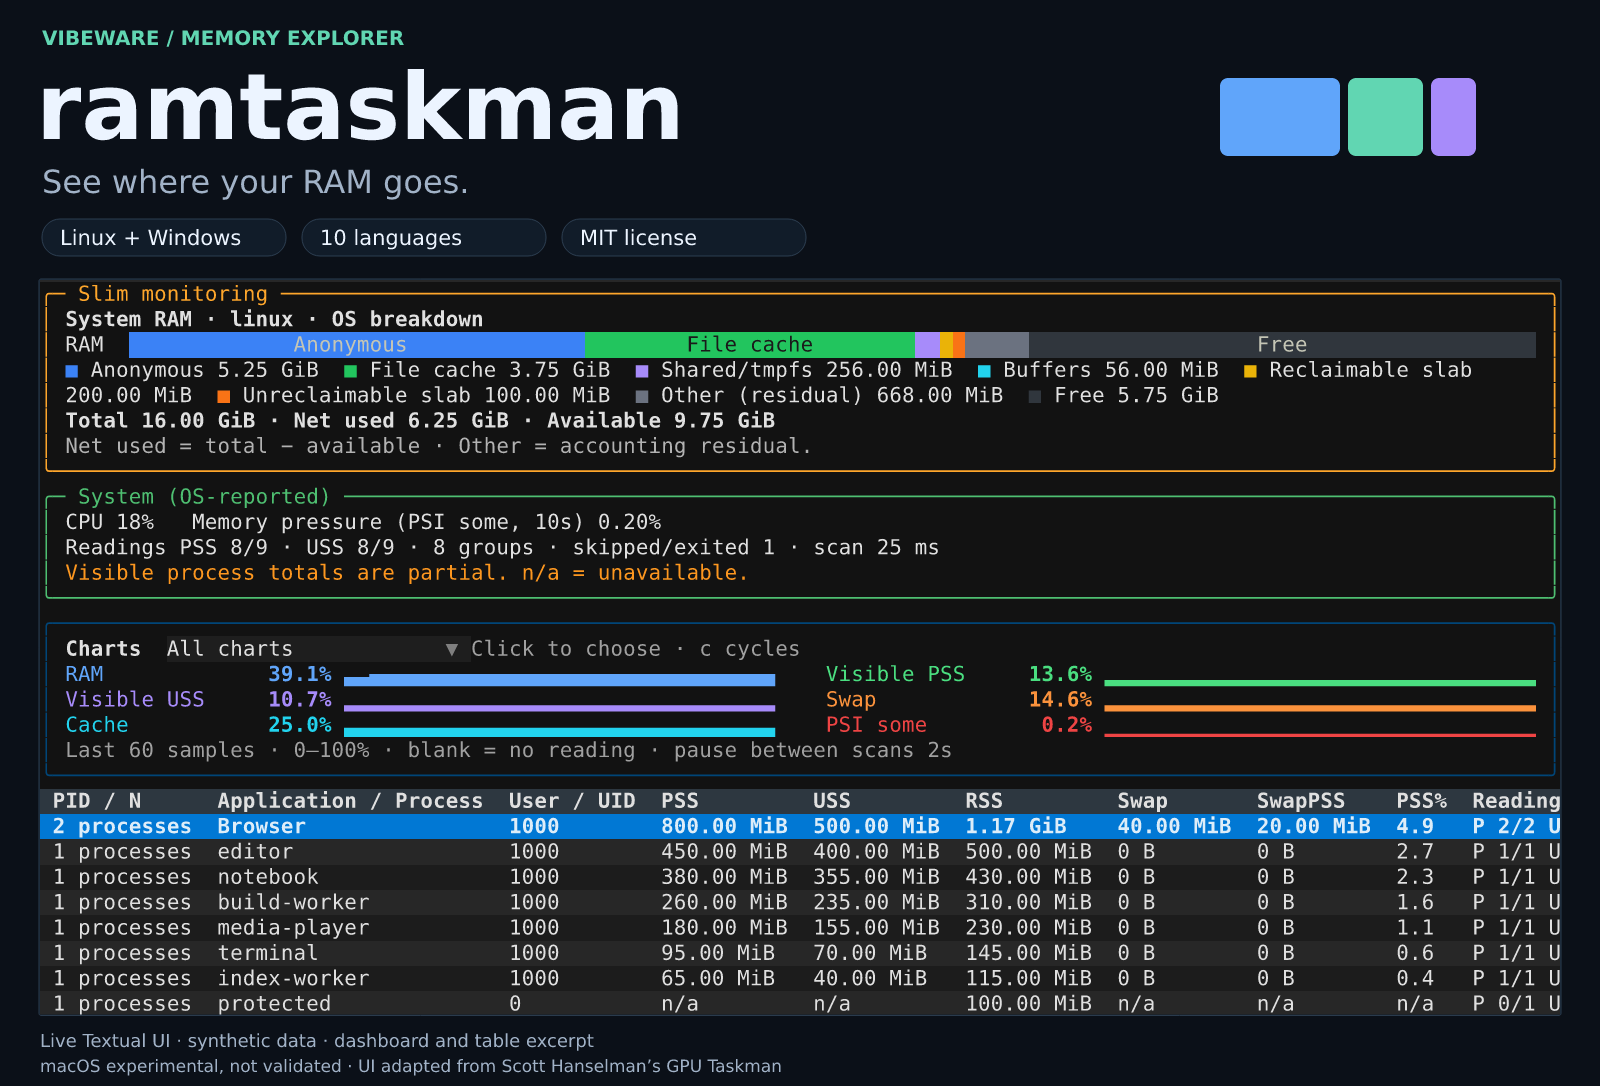 VIBEWARE / MEMORY EXPLORER
ramtaskman
See where your RAM goes.
Linux + Windows
10 languages
MIT license
Slim monitoring
System RAM · linux · OS breakdown
RAM Anonymous File cache Free
Anonymous 5.25 GiB File cache 3.75 GiB Shared/tmpfs 256.00 MiB Buffers 56.00 MiB Reclaimable slab
200.00 MiB Unreclaimable slab 100.00 MiB Other (residual) 668.00 MiB Free 5.75 GiB
Total 16.00 GiB · Net used 6.25 GiB · Available 9.75 GiB
Net used = total − available · Other = accounting residual.
System (OS-reported)
CPU 18% Memory pressure (PSI some, 10s) 0.20%
Readings PSS 8/9 · USS 8/9 · 8 groups · skipped/exited 1 · scan 25 ms
Visible process totals are partial. n/a = unavailable.
Charts All charts ▼ Click to choose · c cycles
RAM 39.1% Visible PSS 13.6%
Visible USS 10.7% Swap 14.6%
Cache 25.0% PSI some 0.2%
Last 60 samples · 0–100% · blank = no reading · pause between scans 2s
PID / N Application / Process User / UID PSS USS RSS Swap SwapPSS PSS% Reading
2 processes Browser 1000 800.00 MiB 500.00 MiB 1.17 GiB 40.00 MiB 20.00 MiB 4.9 P 2/2 U
1 processes editor 1000 450.00 MiB 400.00 MiB 500.00 MiB 0 B 0 B 2.7 P 1/1 U
1 processes notebook 1000 380.00 MiB 355.00 MiB 430.00 MiB 0 B 0 B 2.3 P 1/1 U
1 processes build-worker 1000 260.00 MiB 235.00 MiB 310.00 MiB 0 B 0 B 1.6 P 1/1 U
1 processes media-player 1000 180.00 MiB 155.00 MiB 230.00 MiB 0 B 0 B 1.1 P 1/1 U
1 processes terminal 1000 95.00 MiB 70.00 MiB 145.00 MiB 0 B 0 B 0.6 P 1/1 U
1 processes index-worker 1000 65.00 MiB 40.00 MiB 115.00 MiB 0 B 0 B 0.4 P 1/1 U
1 processes protected 0 n/a n/a 100.00 MiB n/a n/a n/a P 0/1 U
Live Textual UI · synthetic data · dashboard and table excerpt
macOS experimental, not validated · UI adapted from Scott Hanselman’s GPU Taskman